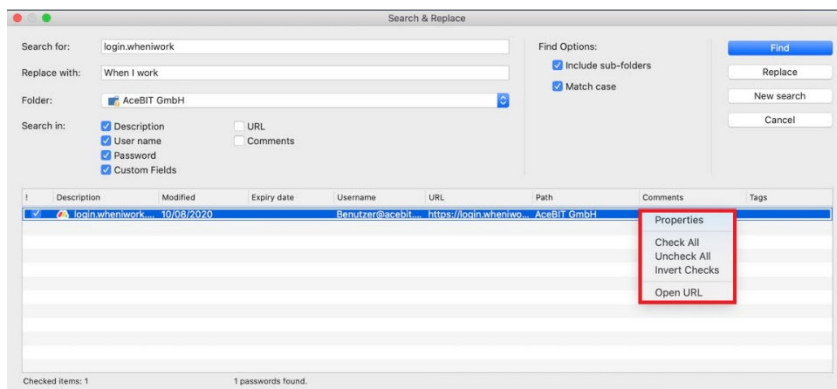 Search & Replace
Search for: login.wheniwork
Replace with: When I work
Folder: AceBIT GmbH
Search in: Description URL
User name Comments
Password
Custom Fields
Find Options:
Include sub-folders
Match case
Find
Replace
New search
Cancel
! Description Modified Expiry date Username URL Path Comments Tags
login.wheniwork.... 10/08/2020 Benutzer@acebit.... https://login.wheniwo... AceBIT GmbH
Properties
Check All
Uncheck All
Invert Checks
Open URL
Checked items: 1 1 passwords found.